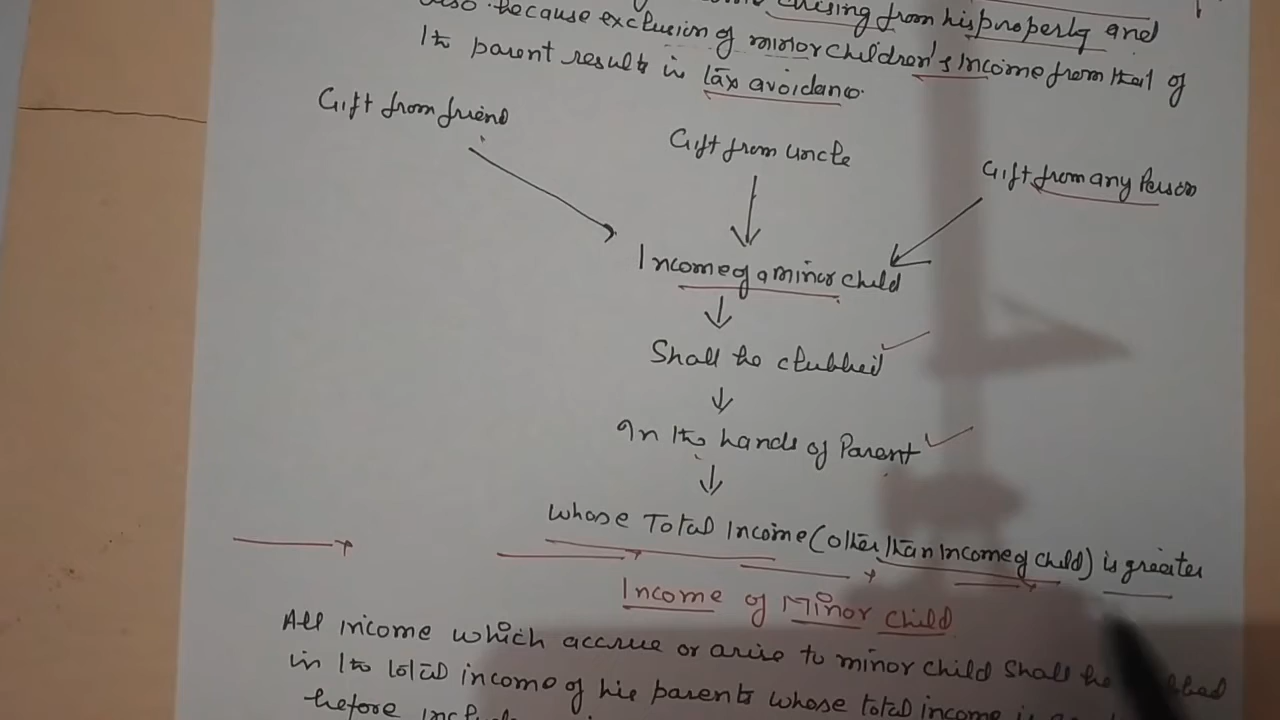 arising from his property and
also because exclusion of minor children's Income from that of
the parent results in tax avoidance.
Gift from friend
Gift from uncle
Gift from any Person
Income of a minor child
Shall be clubbed
In the hands of Parent
whose Total Income (other than Income of child) is greater
Income of Minor child
All income which accrue or arise to minor child shall be clubbed
in the total income of his parents whose total income is
before